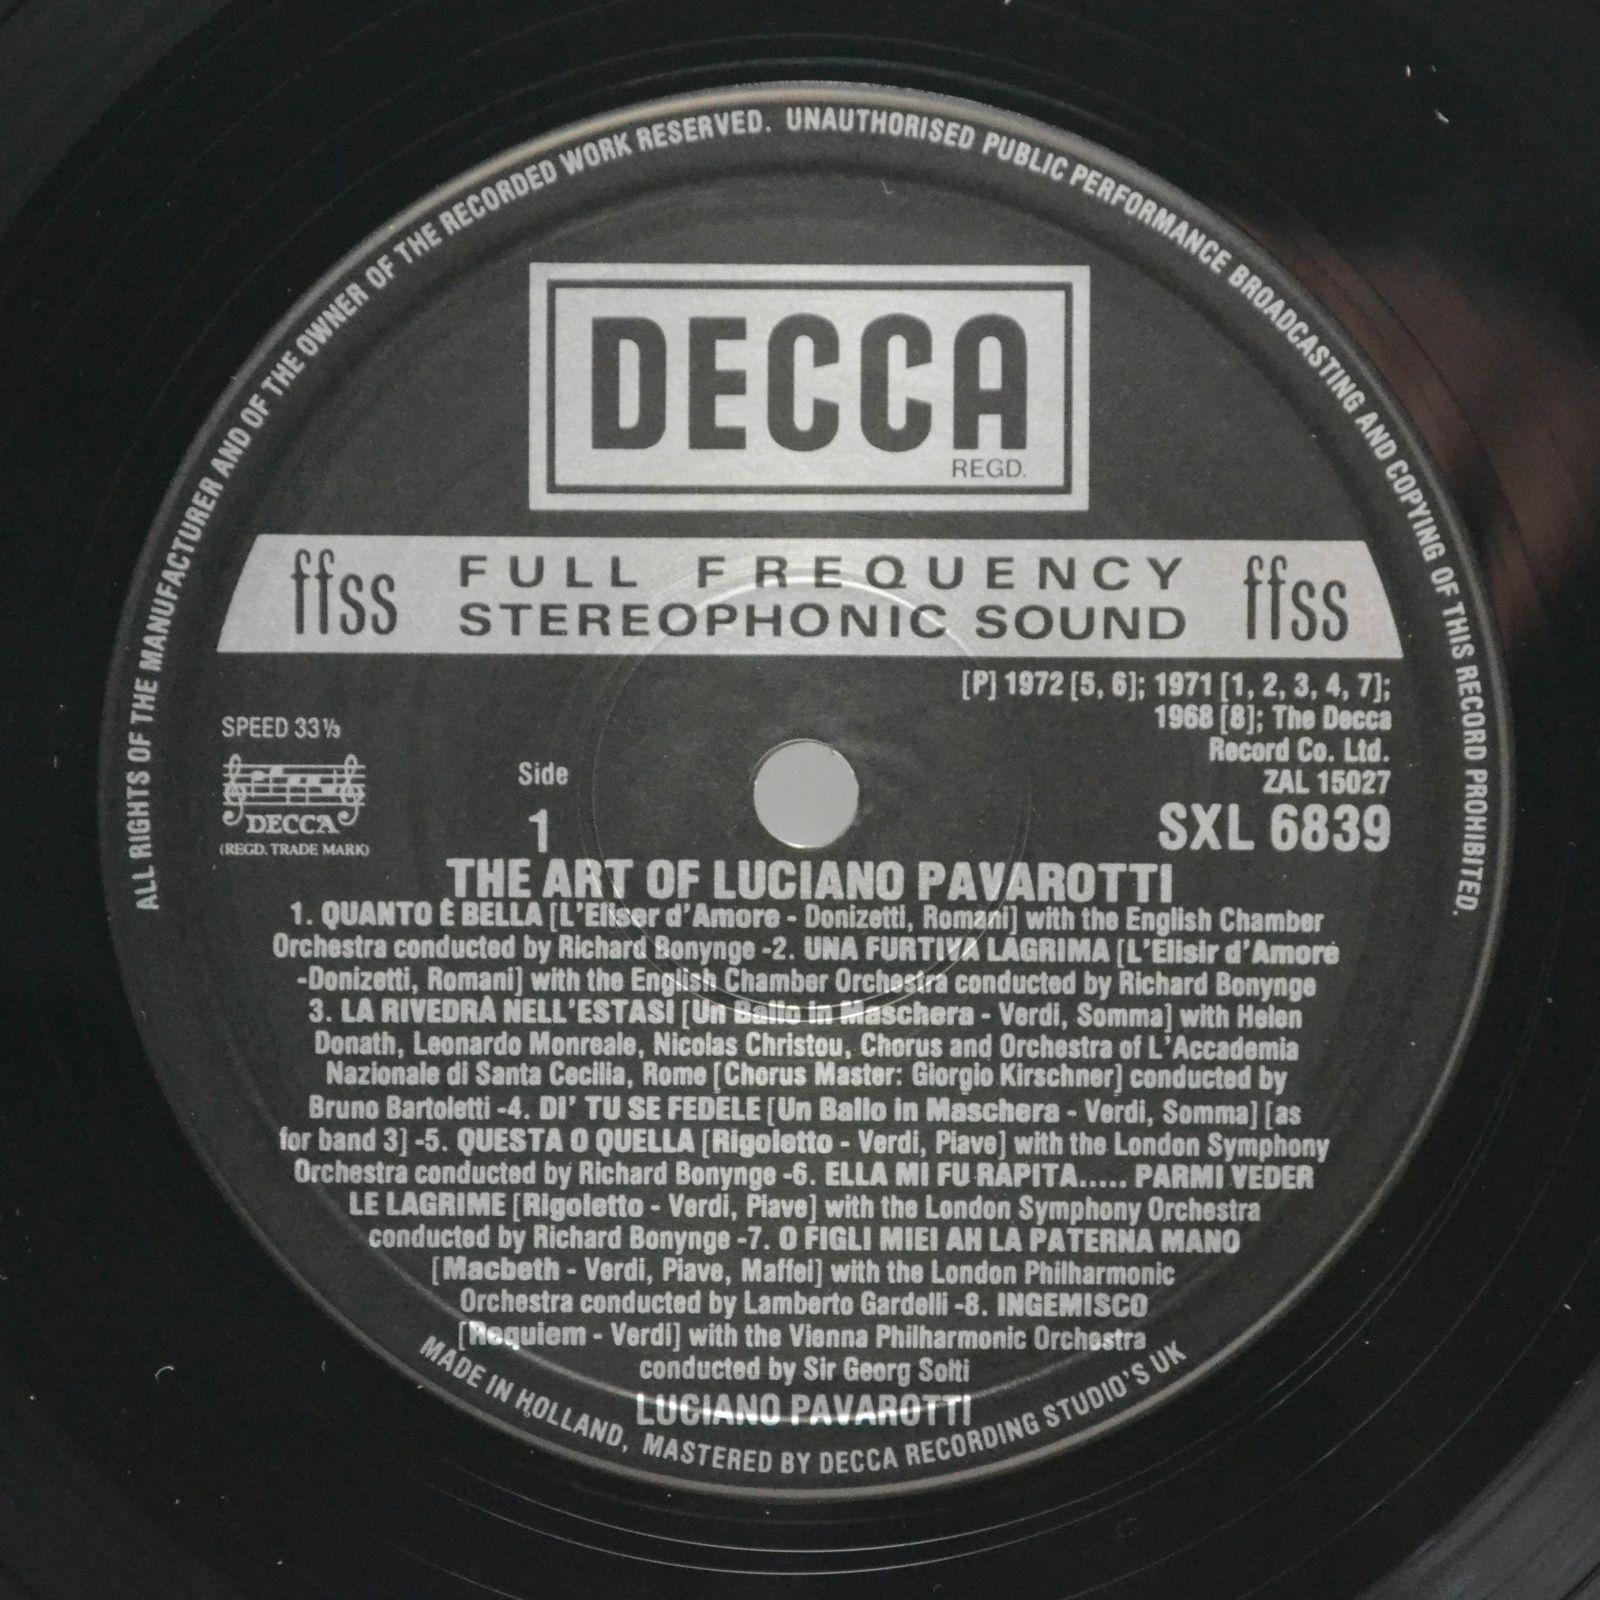 ALL RIGHTS OF THE MANUFACTURER AND OF THE OWNER OF THE RECORDED WORK RESERVED. UNAUTHORISED PUBLIC PERFORMANCE BROADCASTING AND COPYING OF THIS RECORD PROHIBITED.
DECCA
REGD.
ffss FULL FREQUENCY ffss
STEREOPHONIC SOUND
[P] 1972 [5, 6]; 1971 [1, 2, 3, 4, 7];
1968 [8]; The Decca
Record Co. Ltd.
ZAL 15027
SXL 6839
SPEED 33⅓
DECCA
(REGD. TRADE MARK)
Side
1
THE ART OF LUCIANO PAVAROTTI
1. QUANTO È BELLA [L'Eliser d'Amore - Donizetti, Romani] with the English Chamber
Orchestra conducted by Richard Bonynge -2. UNA FURTIVA LAGRIMA [L'Elisir d'Amore
-Donizetti, Romani] with the English Chamber Orchestra conducted by Richard Bonynge
3. LA RIVEDRÀ NELL'ESTASI [Un Ballo in Maschera - Verdi, Somma] with Helen
Donath, Leonardo Monreale, Nicolas Christou, Chorus and Orchestra of L'Accademia
Nazionale di Santa Cecilia, Rome [Chorus Master: Giorgio Kirschner] conducted by
Bruno Bartoletti -4. DI' TU SE FEDELE [Un Ballo in Maschera - Verdi, Somma] [as
for band 3] -5. QUESTA O QUELLA [Rigoletto - Verdi, Piave] with the London Symphony
Orchestra conducted by Richard Bonynge -6. ELLA MI FU RAPITA..... PARMI VEDER
LE LAGRIME [Rigoletto - Verdi, Piave] with the London Symphony Orchestra
conducted by Richard Bonynge -7. O FIGLI MIEI AH LA PATERNA MANO
[Macbeth - Verdi, Piave, Maffei] with the London Philharmonic
Orchestra conducted by Lamberto Gardelli -8. INGEMISCO
[Requiem - Verdi] with the Vienna Philharmonic Orchestra
conducted by Sir Georg Solti
LUCIANO PAVAROTTI
MADE IN HOLLAND, MASTERED BY DECCA RECORDING STUDIO'S UK